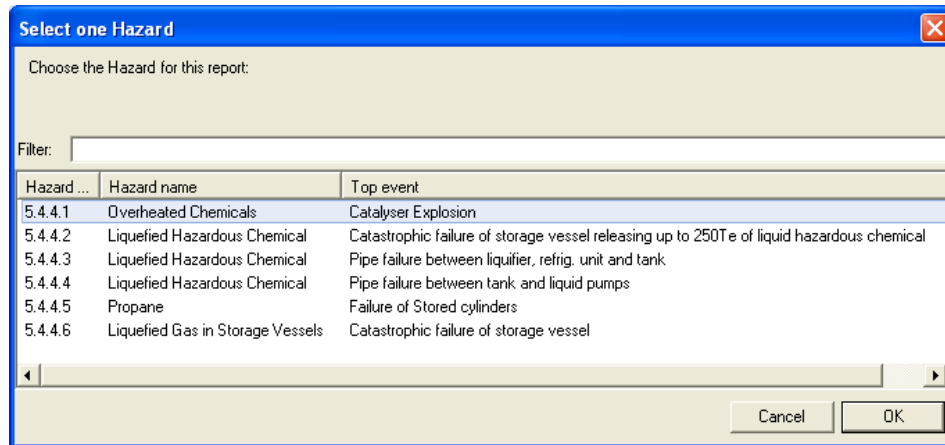 Select one Hazard
Choose the Hazard for this report:
Filter:
Hazard ... Hazard name Top event
5.4.4.1 Overheated Chemicals Catalyser Explosion
5.4.4.2 Liquefied Hazardous Chemical Catastrophic failure of storage vessel releasing up to 250Te of liquid hazardous chemical
5.4.4.3 Liquefied Hazardous Chemical Pipe failure between liquifier, refrig. unit and tank
5.4.4.4 Liquefied Hazardous Chemical Pipe failure between tank and liquid pumps
5.4.4.5 Propane Failure of Stored cylinders
5.4.4.6 Liquefied Gas in Storage Vessels Catastrophic failure of storage vessel
Cancel OK